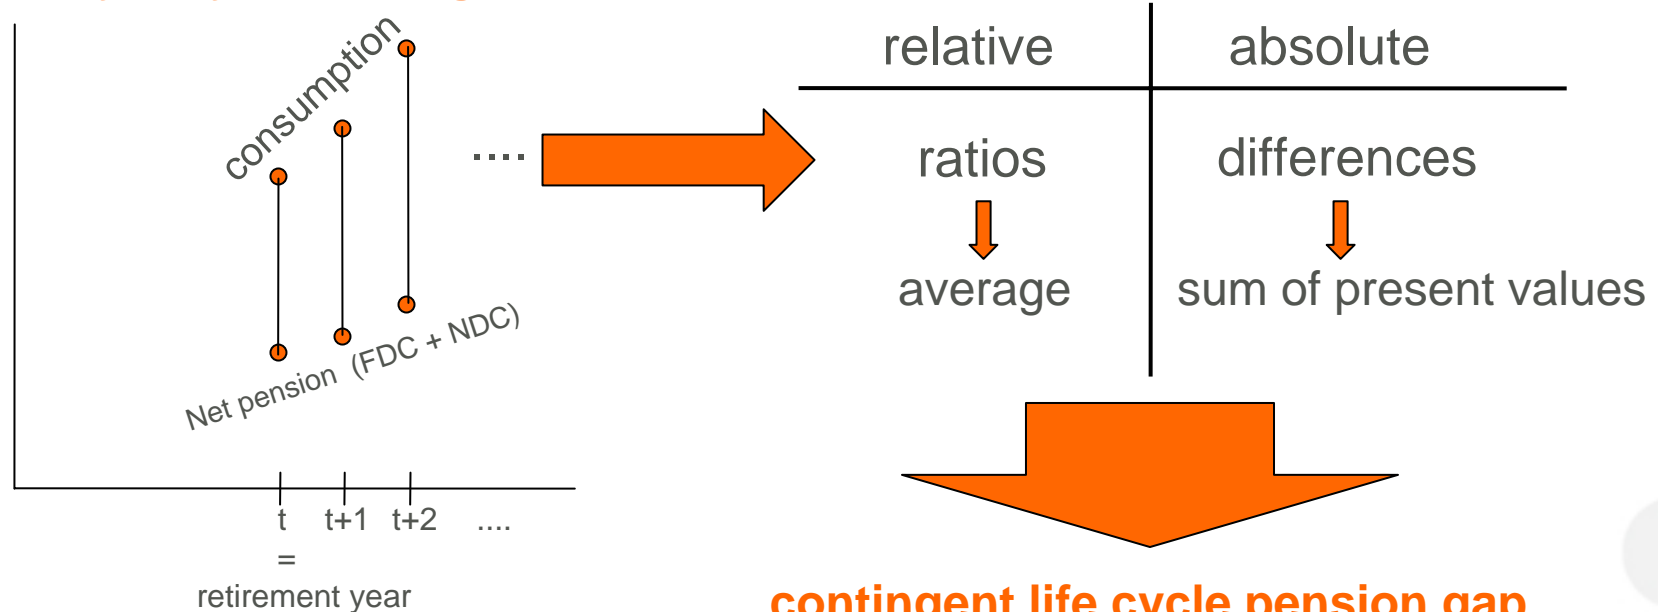 consumption
Net pension (FDC + NDC)
t t+1 t+2 ....
=
retirement year
....
relative absolute
ratios differences
average sum of present values
contingent life cycle pension gap